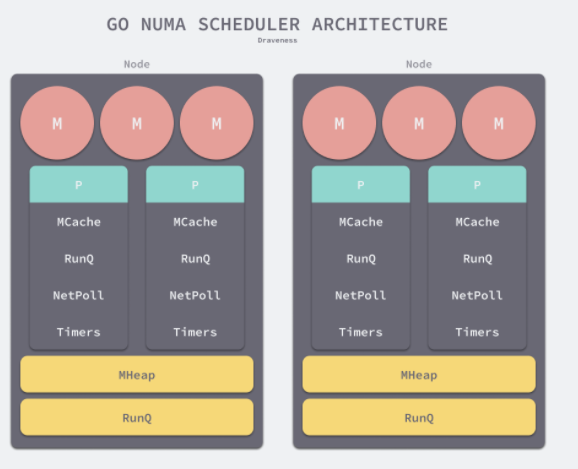 GO NUMA SCHEDULER ARCHITECTURE
Draveness
Node
M M M
P P
MCache MCache
RunQ RunQ
NetPoll NetPoll
Timers Timers
MHeap
RunQ
Node
M M M
P P
MCache MCache
RunQ RunQ
NetPoll NetPoll
Timers Timers
MHeap
RunQ